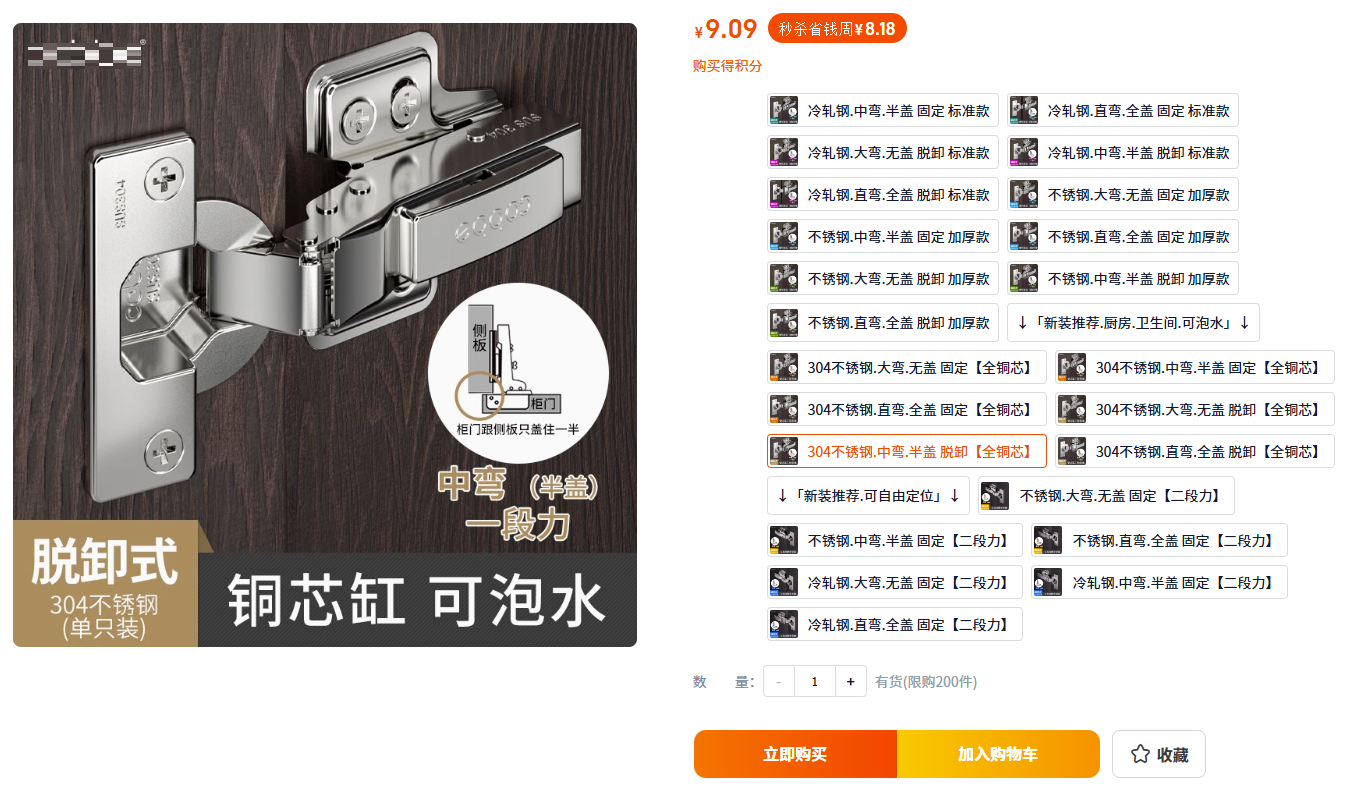 SUS304
SUS 304
侧
板
柜门
柜门跟侧板只盖住一半
中弯（半盖）
一段力
脱卸式
304不锈钢
(单只装)
铜芯缸 可泡水
¥9.09 秒杀省钱周¥8.18
购买得积分
冷轧钢.中弯.半盖 固定 标准款
冷轧钢.直弯.全盖 固定 标准款
冷轧钢.大弯.无盖 脱卸 标准款
冷轧钢.中弯.半盖 脱卸 标准款
冷轧钢.直弯.全盖 脱卸 标准款
不锈钢.大弯.无盖 固定 加厚款
不锈钢.中弯.半盖 固定 加厚款
不锈钢.直弯.全盖 固定 加厚款
不锈钢.大弯.无盖 脱卸 加厚款
不锈钢.中弯.半盖 脱卸 加厚款
不锈钢.直弯.全盖 脱卸 加厚款
↓「新装推荐.厨房.卫生间.可泡水」↓
304不锈钢.大弯.无盖 固定【全铜芯】
304不锈钢.中弯.半盖 固定【全铜芯】
304不锈钢.直弯.全盖 固定【全铜芯】
304不锈钢.大弯.无盖 脱卸【全铜芯】
304不锈钢.中弯.半盖 脱卸【全铜芯】
304不锈钢.直弯.全盖 脱卸【全铜芯】
↓「新装推荐.可自由定位」↓
不锈钢.大弯.无盖 固定【二段力】
不锈钢.中弯.半盖 固定【二段力】
不锈钢.直弯.全盖 固定【二段力】
冷轧钢.大弯.无盖 固定【二段力】
冷轧钢.中弯.半盖 固定【二段力】
冷轧钢.直弯.全盖 固定【二段力】
数 量: - 1 + 有货(限购200件)
立即购买
加入购物车
收藏